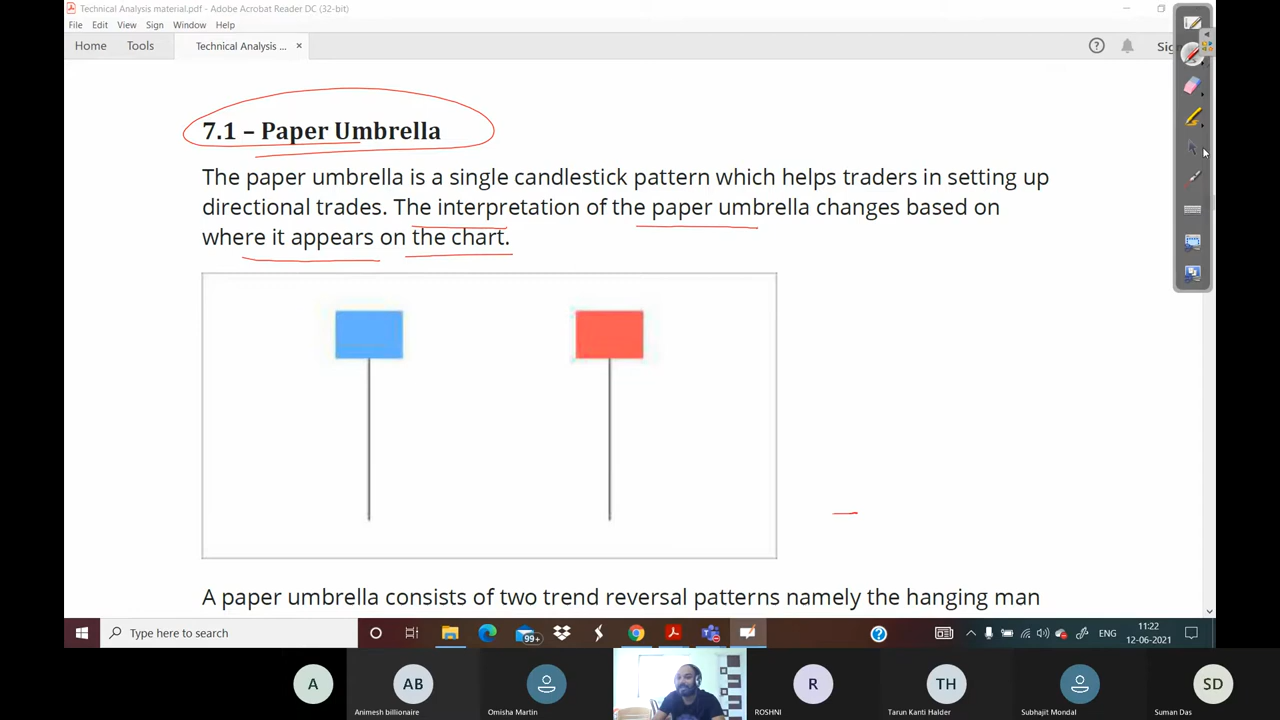 Technical Analysis material.pdf - Adobe Acrobat Reader DC (32-bit)
File Edit View Sign Window Help
Home Tools Technical Analysis ... × Sig
7.1 – Paper Umbrella
The paper umbrella is a single candlestick pattern which helps traders in setting up
directional trades. The interpretation of the paper umbrella changes based on
where it appears on the chart.
A paper umbrella consists of two trend reversal patterns namely the hanging man
Type here to search
99+
ENG
11:22
12-06-2021
A AB R TH SD
Animesh billionaire Omisha Martin ROSHNI Tarun Kanti Halder Subhajit Mondal Suman Das